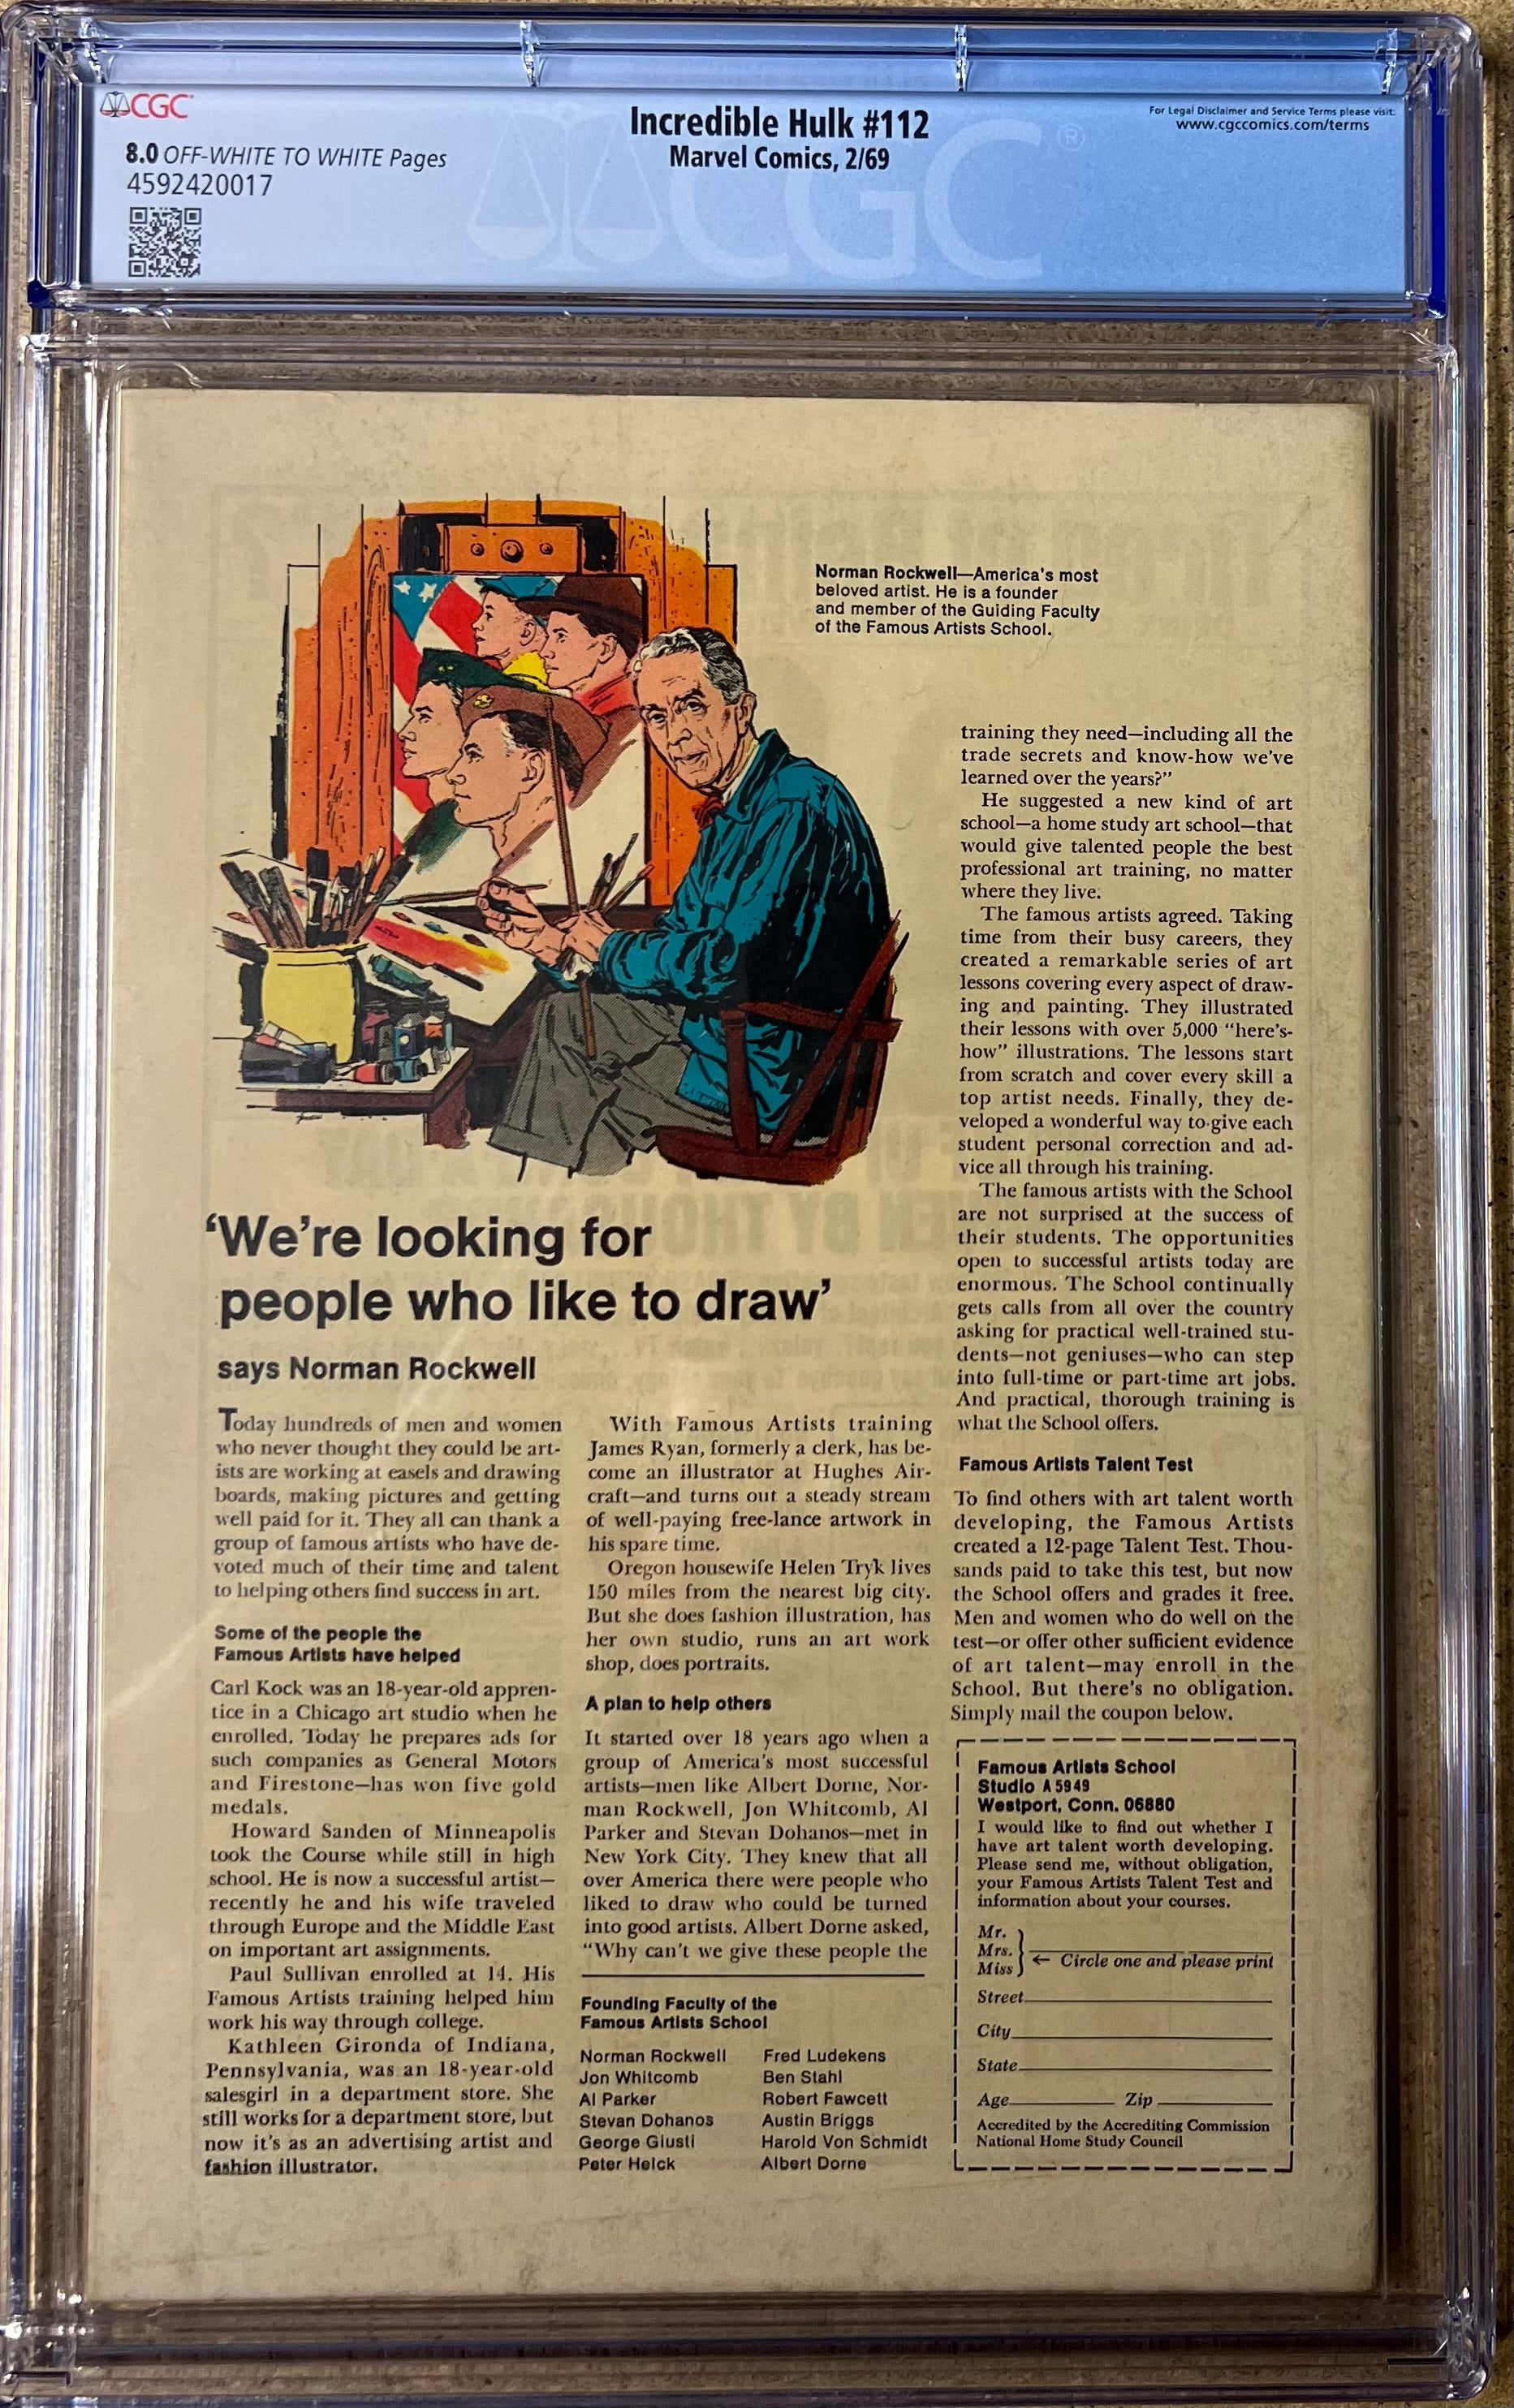 CGC
8.0 OFF-WHITE TO WHITE Pages
4592420017
Incredible Hulk #112
Marvel Comics, 2/69
For Legal Disclaimer and Service Terms please visit:
www.cgccomics.com/terms
CGC®
Norman Rockwell—America's most
beloved artist. He is a founder
and member of the Guiding Faculty
of the Famous Artists School.
‘We're looking for
people who like to draw’
says Norman Rockwell
Today hundreds of men and women
who never thought they could be art-
ists are working at easels and drawing
boards, making pictures and getting
well paid for it. They all can thank a
group of famous artists who have de-
voted much of their time and talent
to helping others find success in art.
Some of the people the
Famous Artists have helped
Carl Kock was an 18-year-old appren-
tice in a Chicago art studio when he
enrolled. Today he prepares ads for
such companies as General Motors
and Firestone—has won five gold
medals.
Howard Sanden of Minneapolis
took the Course while still in high
school. He is now a successful artist—
recently he and his wife traveled
through Europe and the Middle East
on important art assignments.
Paul Sullivan enrolled at 14. His
Famous Artists training helped him
work his way through college.
Kathleen Gironda of Indiana,
Pennsylvania, was an 18-year-old
salesgirl in a department store. She
still works for a department store, but
now it's as an advertising artist and
fashion illustrator.
With Famous Artists training
James Ryan, formerly a clerk, has be-
come an illustrator at Hughes Air-
craft—and turns out a steady stream
of well-paying free-lance artwork in
his spare time.
Oregon housewife Helen Tryk lives
150 miles from the nearest big city.
But she does fashion illustration, has
her own studio, runs an art work
shop, does portraits.
A plan to help others
It started over 18 years ago when a
group of America's most successful
artists—men like Albert Dorne, Nor-
man Rockwell, Jon Whitcomb, Al
Parker and Stevan Dohanos—met in
New York City. They knew that all
over America there were people who
liked to draw who could be turned
into good artists. Albert Dorne asked,
“Why can't we give these people the
training they need—including all the
trade secrets and know-how we've
learned over the years?”
He suggested a new kind of art
school—a home study art school—that
would give talented people the best
professional art training, no matter
where they live.
The famous artists agreed. Taking
time from their busy careers, they
created a remarkable series of art
lessons covering every aspect of draw-
ing and painting. They illustrated
their lessons with over 5,000 “here's-
how” illustrations. The lessons start
from scratch and cover every skill a
top artist needs. Finally, they de-
veloped a wonderful way to give each
student personal correction and ad-
vice all through his training.
The famous artists with the School
are not surprised at the success of
their students. The opportunities
open to successful artists today are
enormous. The School continually
gets calls from all over the country
asking for practical well-trained stu-
dents—not geniuses—who can step
into full-time or part-time art jobs.
And practical, thorough training is
what the School offers.
Famous Artists Talent Test
To find others with art talent worth
developing, the Famous Artists
created a 12-page Talent Test. Thou-
sands paid to take this test, but now
the School offers and grades it free.
Men and women who do well on the
test—or offer other sufficient evidence
of art talent—may enroll in the
School. But there's no obligation.
Simply mail the coupon below.
Founding Faculty of the
Famous Artists School
Norman Rockwell
Jon Whitcomb
Al Parker
Stevan Dohanos
George Giusti
Peter Helck
Fred Ludekens
Ben Stahl
Robert Fawcett
Austin Briggs
Harold Von Schmidt
Albert Dorne
Famous Artists School
Studio A5949
Westport, Conn. 06880
I would like to find out whether I
have art talent worth developing.
Please send me, without obligation,
your Famous Artists Talent Test and
information about your courses.
Mr.
Mrs.
Miss
← Circle one and please print
Street
City
State
Age Zip
Accredited by the Accrediting Commission
National Home Study Council